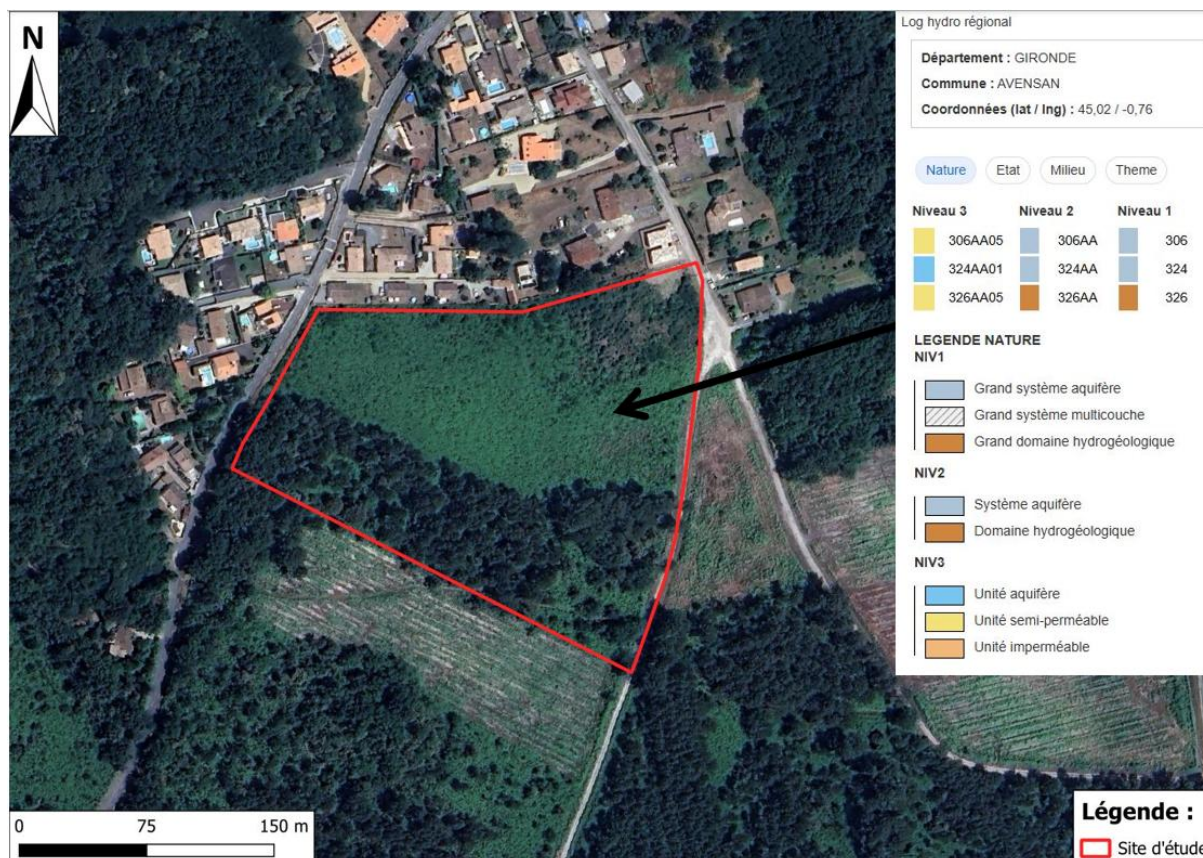 N
Log hydro régional
Département : GIRONDE
Commune : AVENSAN
Coordonnées (lat / lng) : 45,02 / -0,76
Nature Etat Milieu Theme
Niveau 3 Niveau 2 Niveau 1
306AA05 306AA 306
324AA01 324AA 324
326AA05 326AA 326
LEGENDE NATURE
NIV1
Grand système aquifère
Grand système multicouche
Grand domaine hydrogéologique
NIV2
Système aquifère
Domaine hydrogéologique
NIV3
Unité aquifère
Unité semi-perméable
Unité imperméable
0 75 150 m
Légende :
Site d'étude